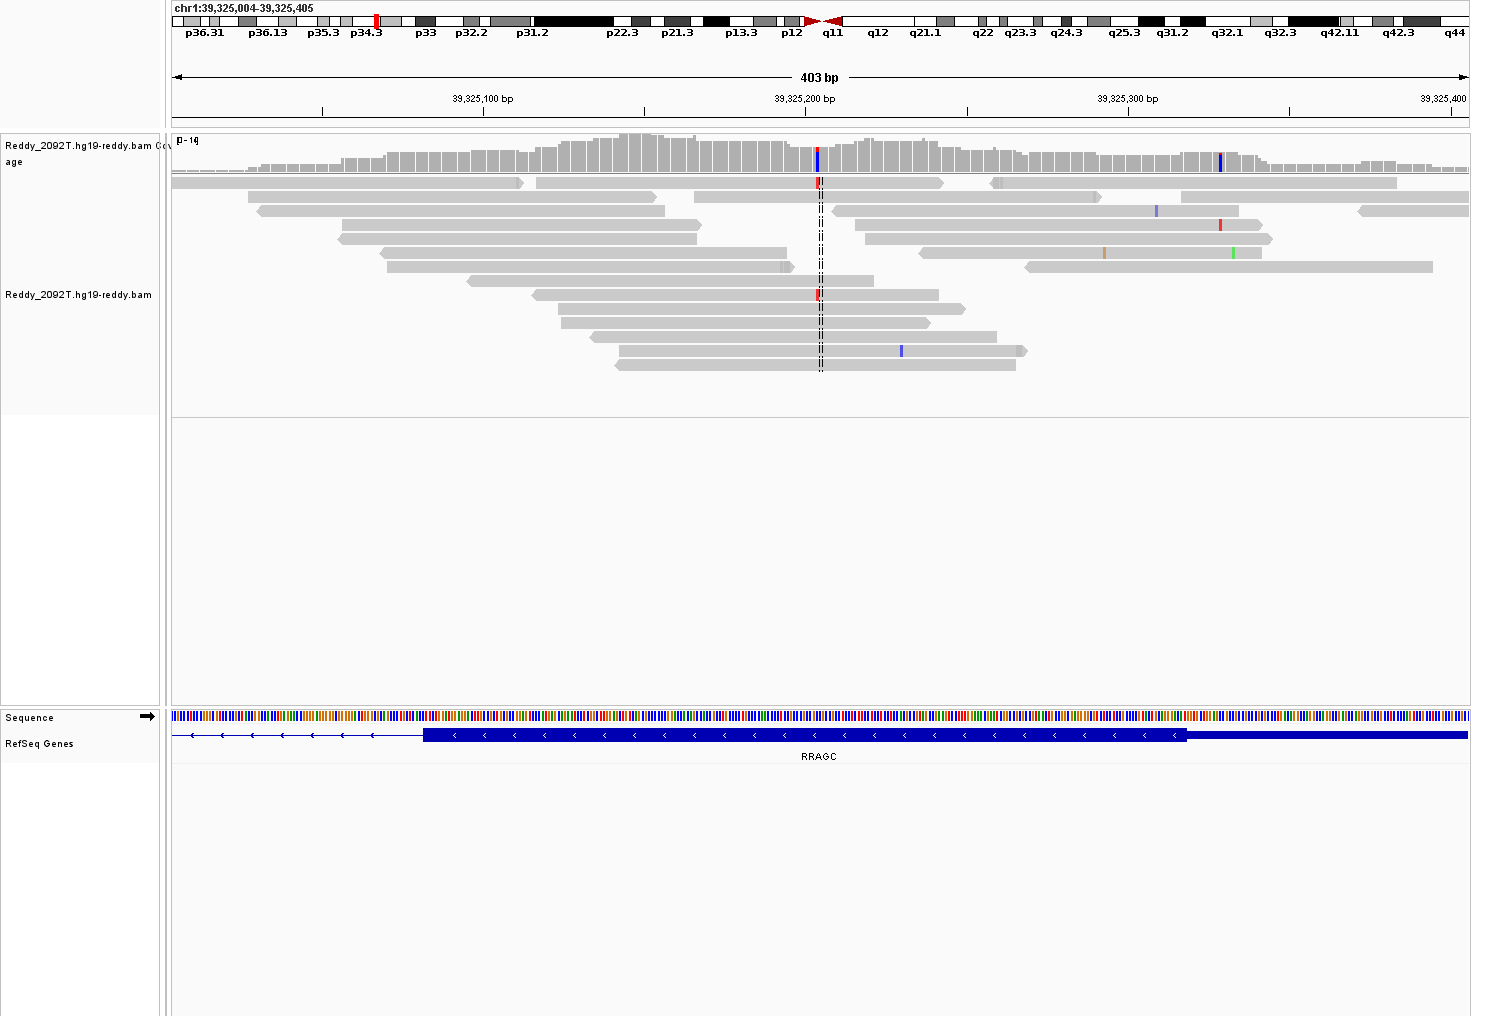 chr1:39,325,004-39,325,405
p36.31 p36.13 p35.3 p34.3 p33 p32.2 p31.2 p22.3 p21.3 p13.3 p12 q11 q12 q21.1 q22 q23.3 q24.3 q25.3 q31.2 q32.1 q32.3 q42.11 q42.3 q44
403 bp
39,325,100 bp 39,325,200 bp 39,325,300 bp 39,325,400
Reddy_2092T.hg19-reddy.bam Cov
age
Reddy_2092T.hg19-reddy.bam
Sequence
RefSeq Genes
RRAGC